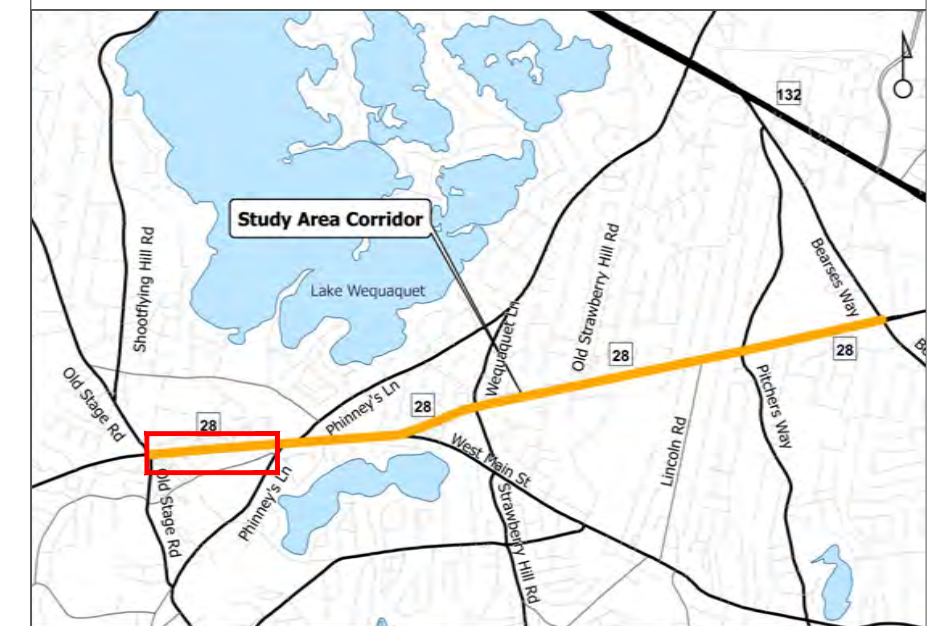 132
Study Area Corridor
Shootflying Hill Rd
Lake Wequaquet
Old Strawberry Hill Rd
Bearses Way
Wequaquet Ln
28
28
Old Stage Rd
Phinney's Ln
28
28
Pitchers Way
Lincoln Rd
West Main St
Old Stage Rd
Phinney's Ln
Strawberry Hill Rd